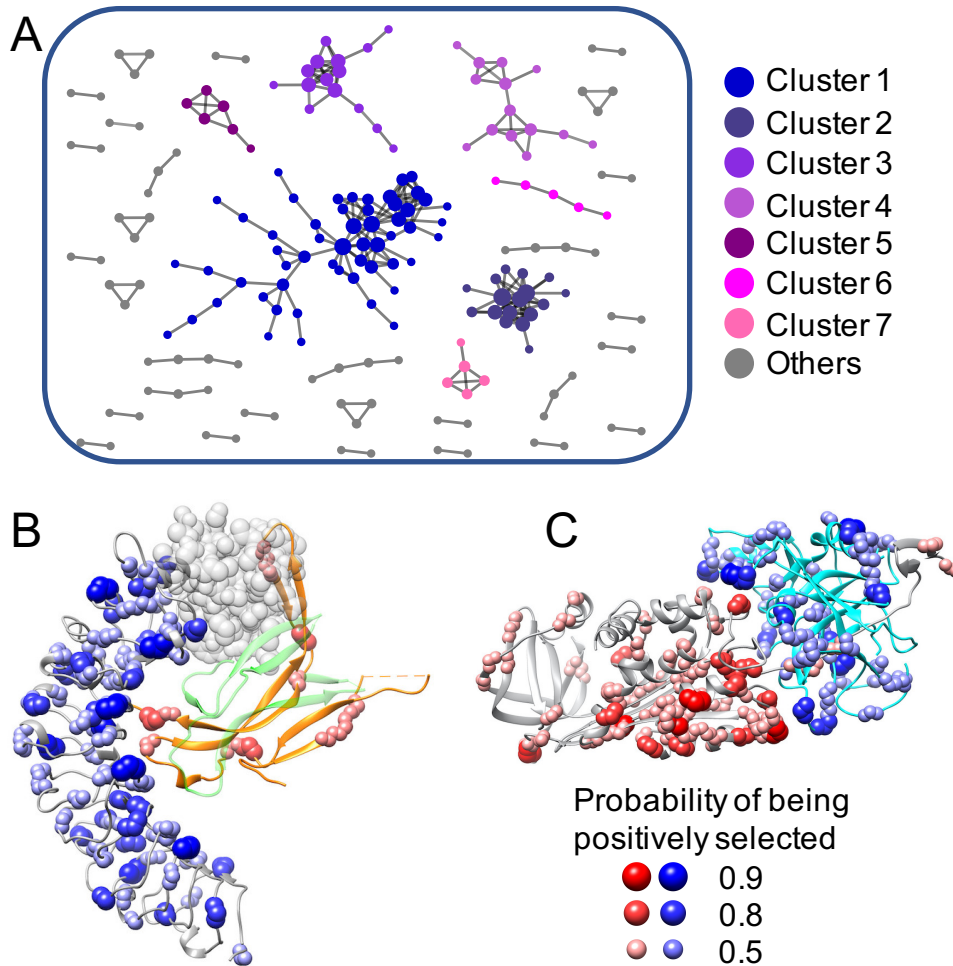 A
Cluster 1
Cluster 2
Cluster 3
Cluster 4
Cluster 5
Cluster 6
Cluster 7
Others
B
C
Probability of being
positively selected
0.9
0.8
0.5